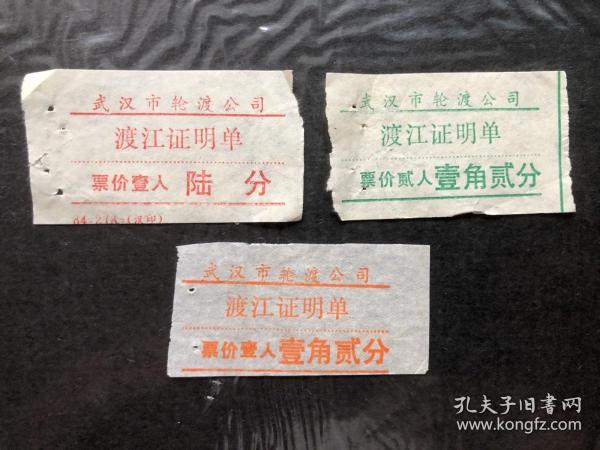 武汉市轮渡公司
渡江证明单
票价壹人 陆 分
武汉市轮渡公司
渡江证明单
票价贰人壹角贰分
武汉市轮渡公司
渡江证明单
票价壹人壹角贰分
孔夫子旧书网
www.kongfz.com